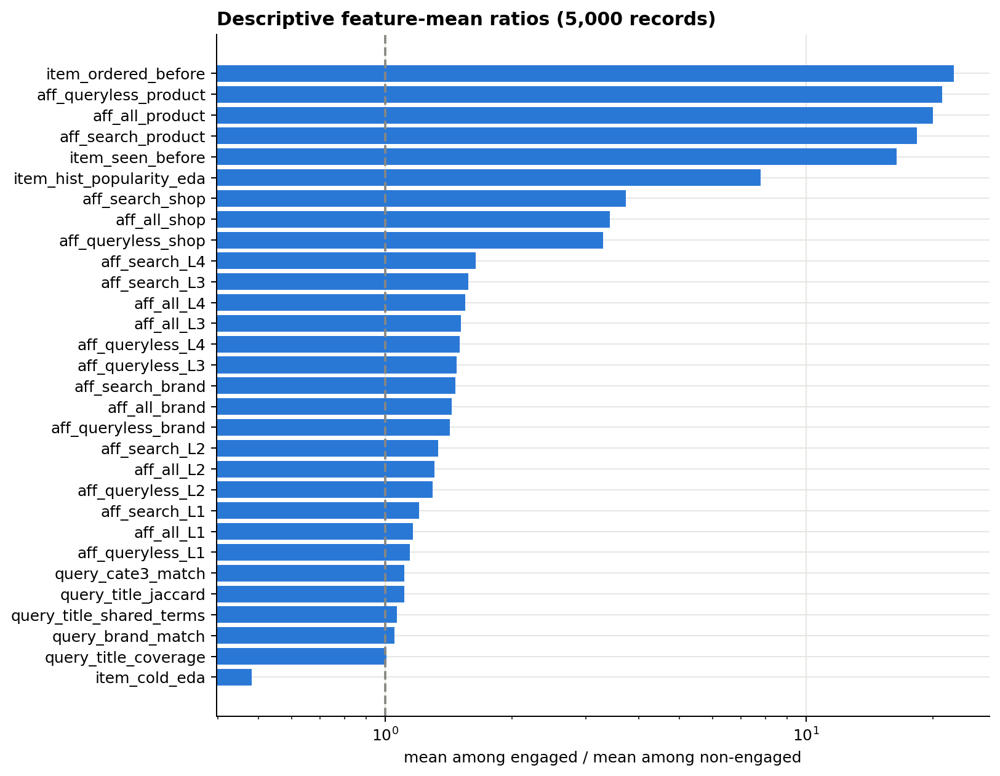 Descriptive feature-mean ratios (5,000 records)
item_ordered_before
aff_queryless_product
aff_all_product
aff_search_product
item_seen_before
item_hist_popularity_eda
aff_search_shop
aff_all_shop
aff_queryless_shop
aff_search_L4
aff_search_L3
aff_all_L4
aff_all_L3
aff_queryless_L4
aff_queryless_L3
aff_search_brand
aff_all_brand
aff_queryless_brand
aff_search_L2
aff_all_L2
aff_queryless_L2
aff_search_L1
aff_all_L1
aff_queryless_L1
query_cate3_match
query_title_jaccard
query_title_shared_terms
query_brand_match
query_title_coverage
item_cold_eda
10⁰ 10¹
mean among engaged / mean among non-engaged